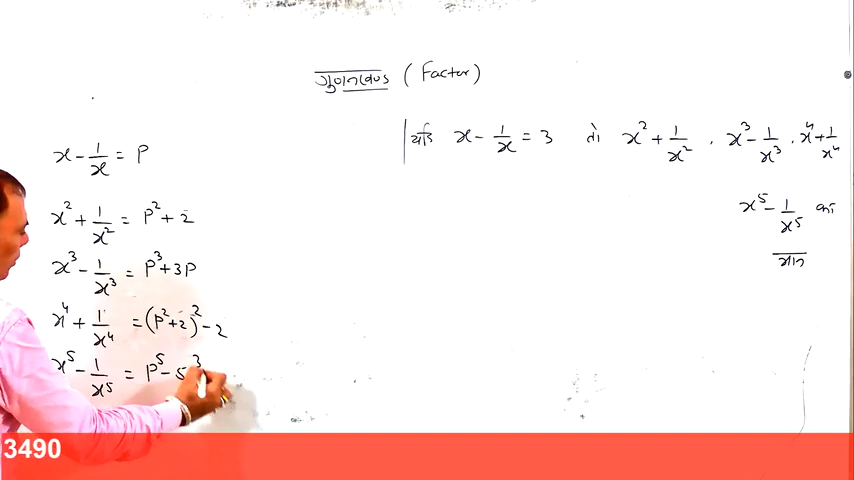 गुणनखण्ड (Factor)
यदि x - 1/x = 3 तो x² + 1/x² , x³ - 1/x³ , x⁴ + 1/x⁴
x⁵ - 1/x⁵ का
मान
x - 1/x = P
x² + 1/x² = P² + 2
x³ - 1/x³ = P³ + 3P
x⁴ + 1/x⁴ = (P² + 2)² - 2
x⁵ - 1/x⁵ = P⁵ - 5 ³
3490